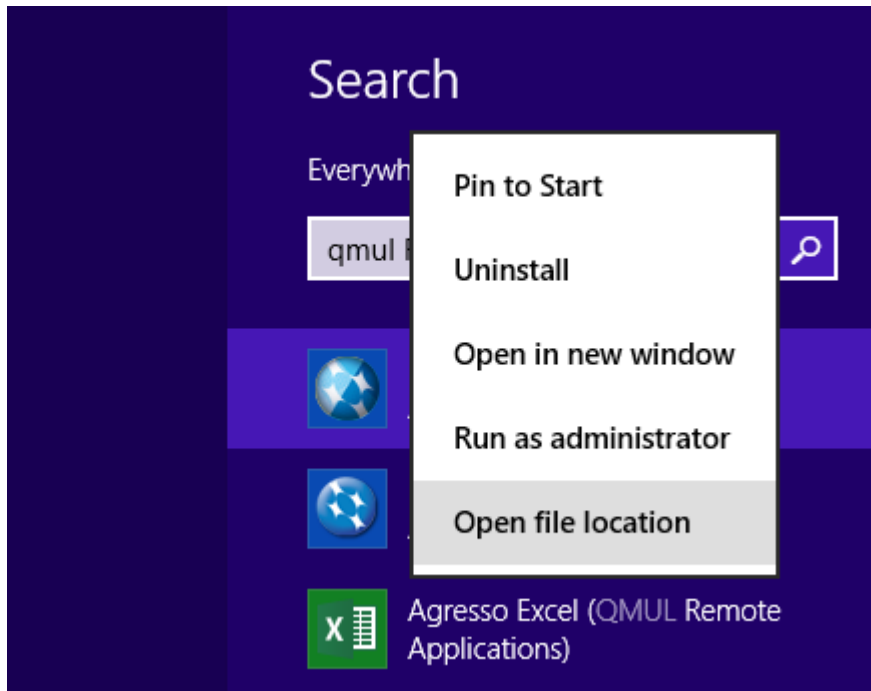 Search
Everywh
qmul
Pin to Start
Uninstall
Open in new window
Run as administrator
Open file location
Agresso Excel (QMUL Remote
Applications)